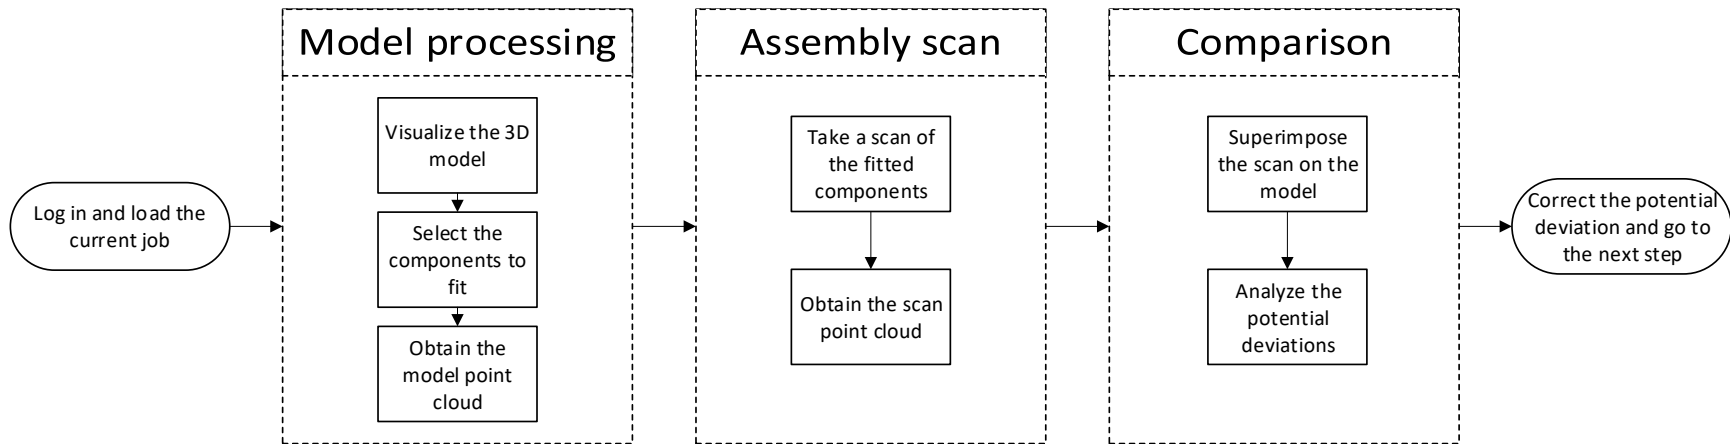 Model processing
Assembly scan
Comparison
Log in and load the
current job
Visualize the 3D
model
Select the
components to
fit
Obtain the
model point
cloud
Take a scan of
the fitted
components
Obtain the scan
point cloud
Superimpose
the scan on the
model
Analyze the
potential
deviations
Correct the potential
deviation and go to
the next step